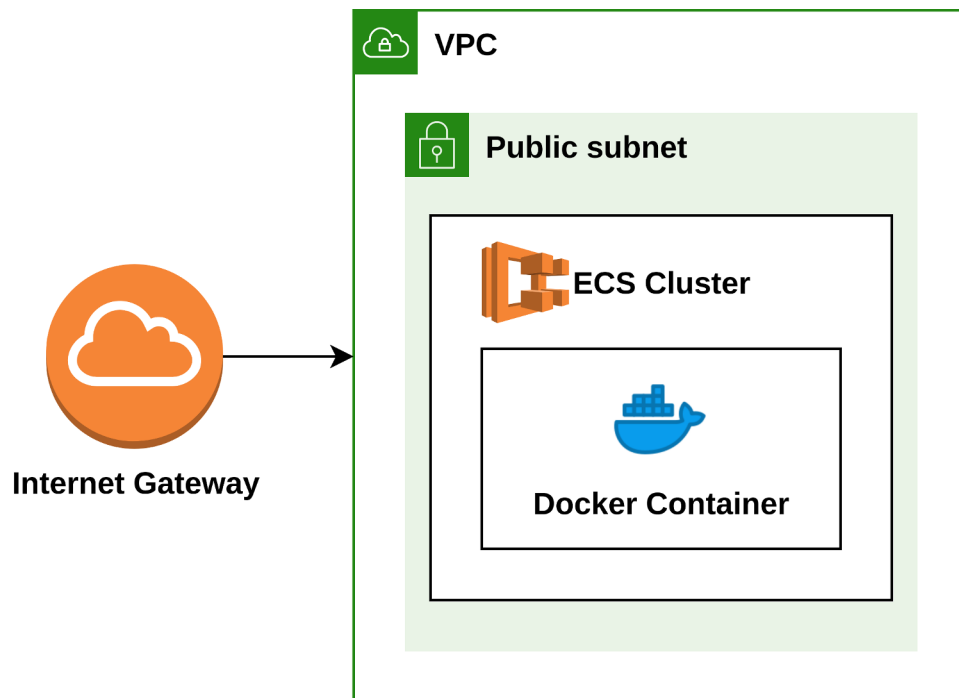 VPC
Public subnet
ECS Cluster
Docker Container
Internet Gateway